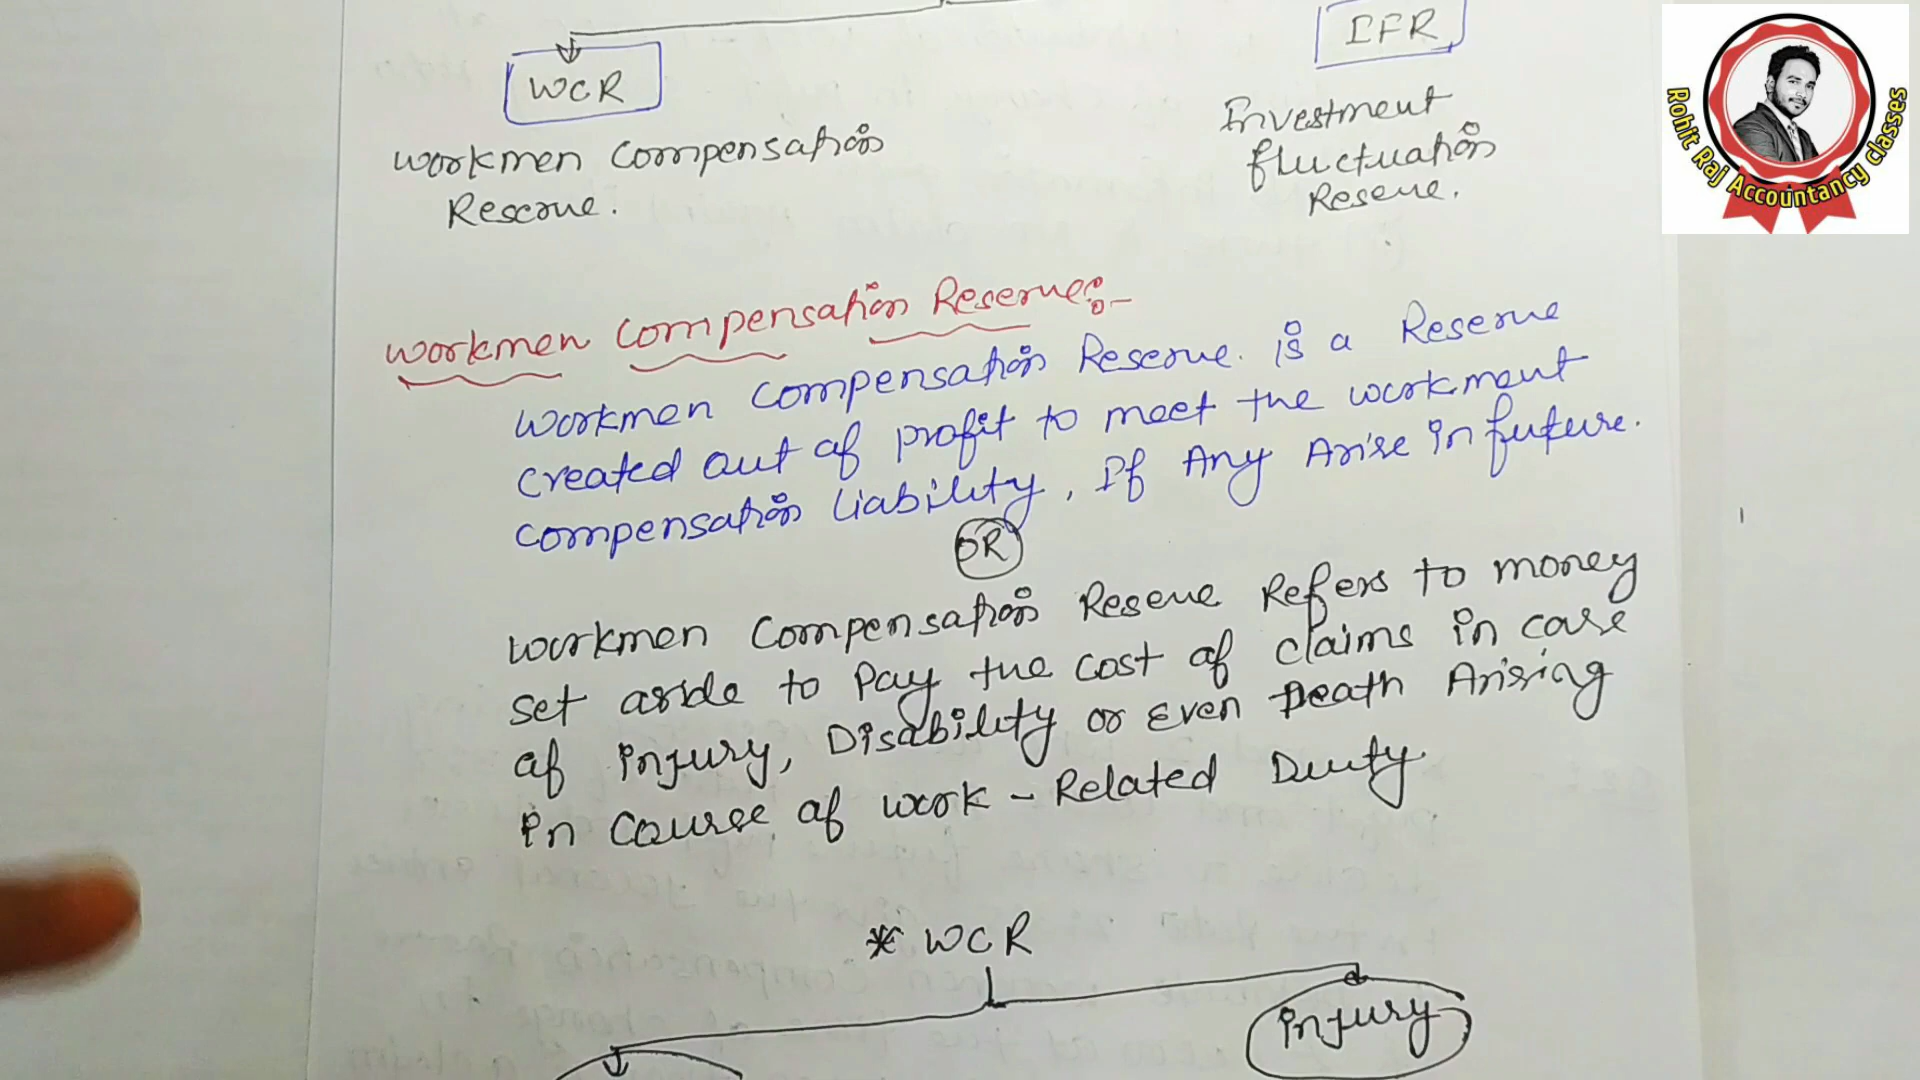 WCR
IFR
Workmen Compensation
Reserve.
Investment
fluctuation
Reserve.
Workmen Compensation Reserve:-
Workmen Compensation Reserve. is a Reserve
created out of profit to meet the workment
compensation liability, If Any Arise in future.
OR
Workmen Compensation Reserve Refers to money
set aside to Pay the cost of claims in case
of injury, Disability or Even Death Arising
in course of work - Related Duuty
* WCR
injury
Rohit Raj Accountancy classes